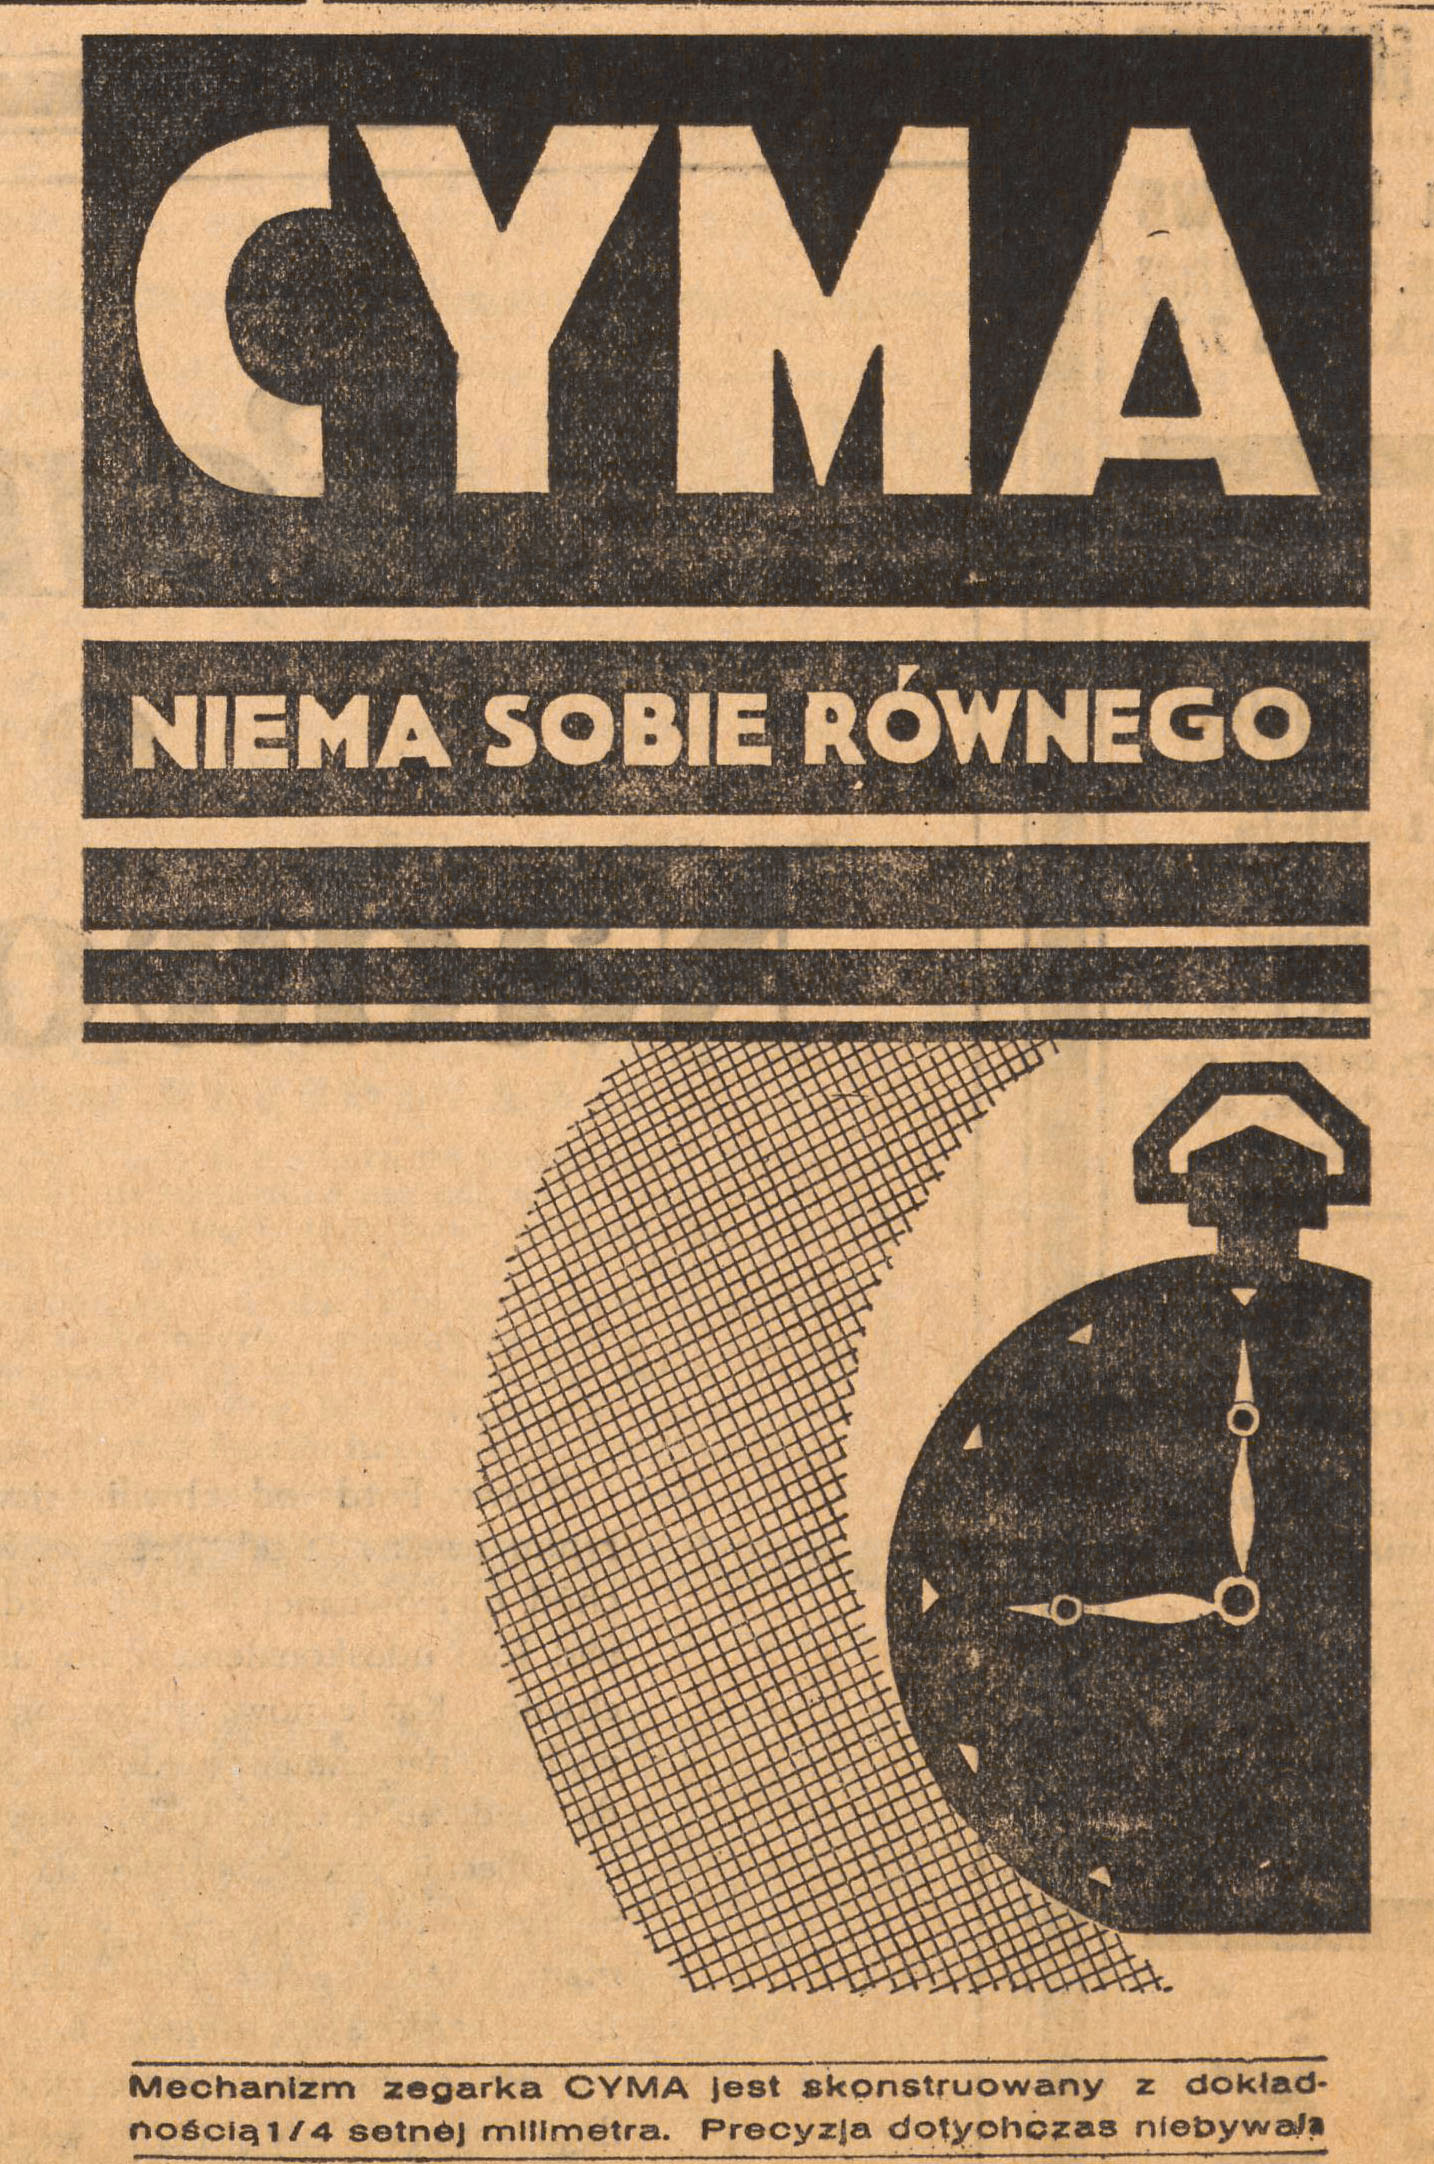 CYMA
NIEMA SOBIE RÓWNEGO
Mechanizm zegarka CYMA jest skonstruowany z dokład-
nością 1/4 setnej milimetra. Precyzja dotychczas niebywała